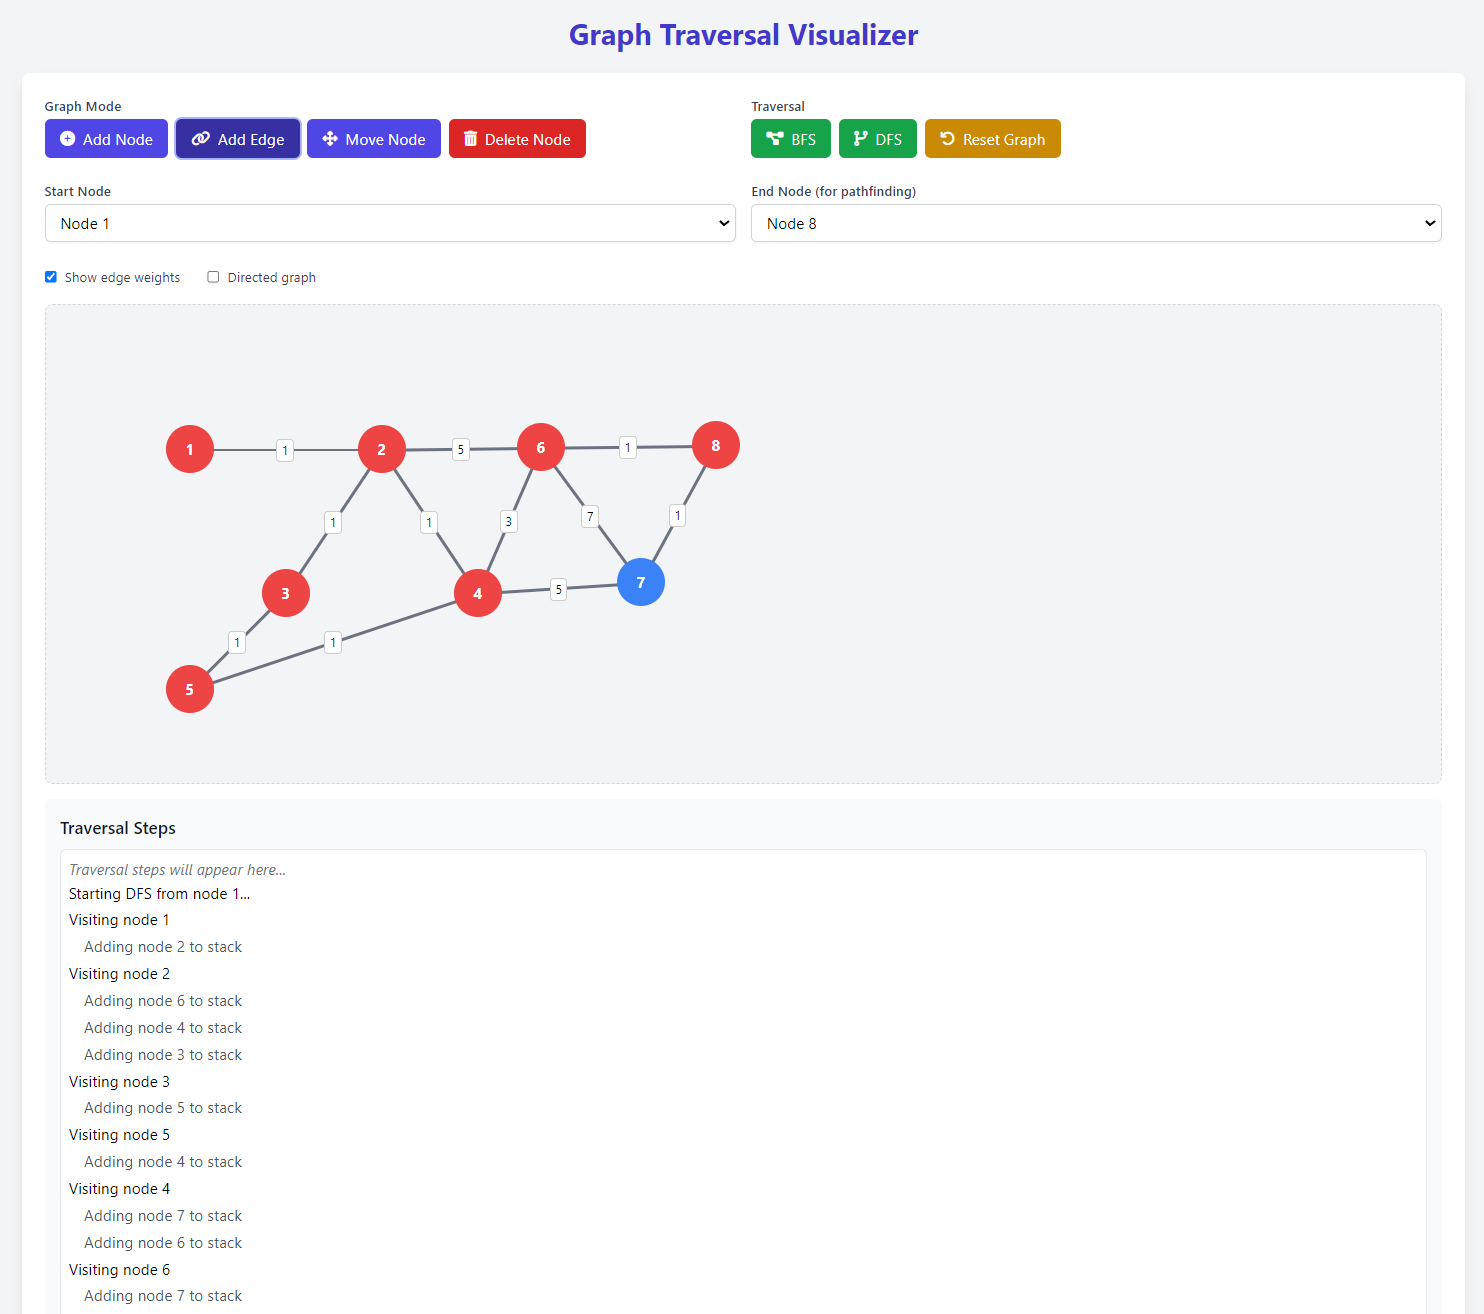 Graph Traversal Visualizer
Graph Mode
Add Node
Add Edge
Move Node
Delete Node
Traversal
BFS
DFS
Reset Graph
Start Node
Node 1
End Node (for pathfinding)
Node 8
Show edge weights
Directed graph
1
1
2
5
6
1
8
1
1
3
7
1
3
4
5
7
1
1
5
Traversal Steps
Traversal steps will appear here...
Starting DFS from node 1...
Visiting node 1
Adding node 2 to stack
Visiting node 2
Adding node 6 to stack
Adding node 4 to stack
Adding node 3 to stack
Visiting node 3
Adding node 5 to stack
Visiting node 5
Adding node 4 to stack
Visiting node 4
Adding node 7 to stack
Adding node 6 to stack
Visiting node 6
Adding node 7 to stack